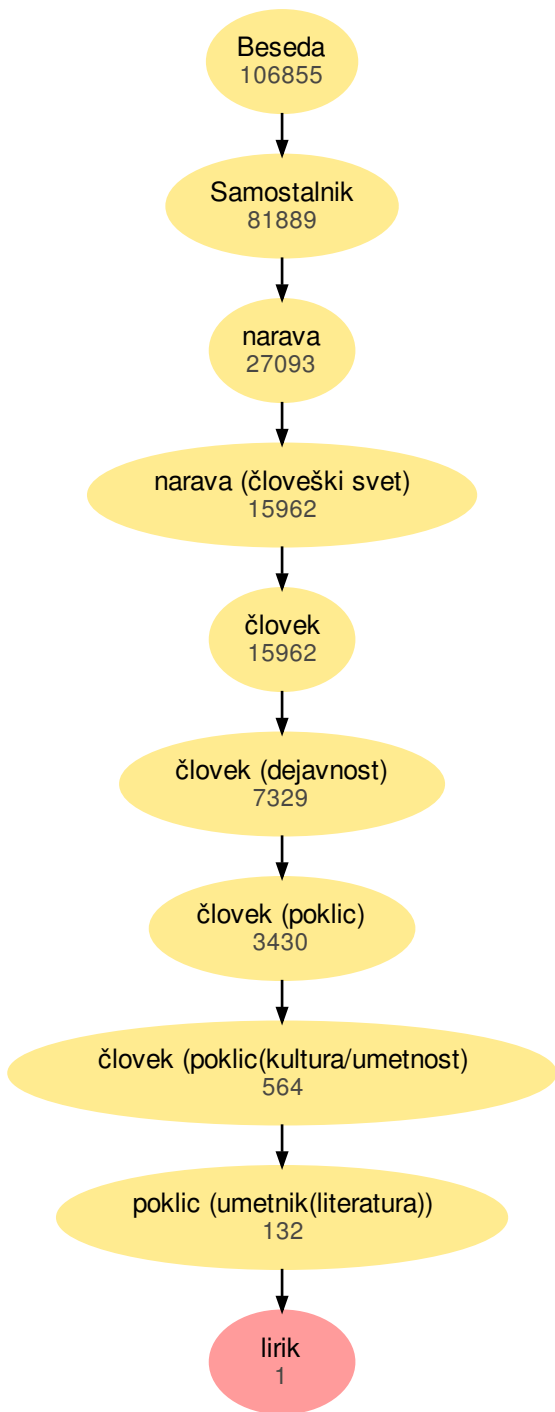 Beseda
106855
Samostalnik
81889
narava
27093
narava (človeški svet)
15962
človek
15962
človek (dejavnost)
7329
človek (poklic)
3430
človek (poklic(kultura/umetnost)
564
poklic (umetnik(literatura))
132
lirik
1